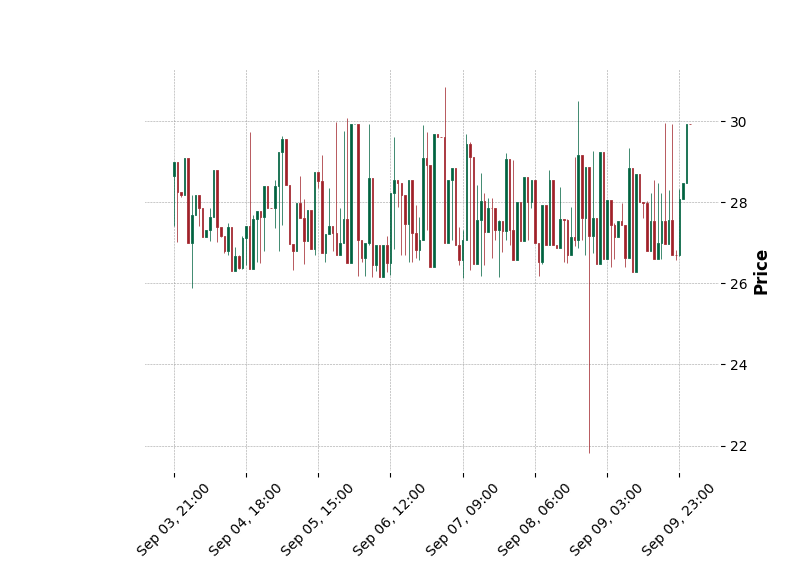 30
28
26
24
22
Price
Sep 03, 21:00
Sep 04, 18:00
Sep 05, 15:00
Sep 06, 12:00
Sep 07, 09:00
Sep 08, 06:00
Sep 09, 03:00
Sep 09, 23:00